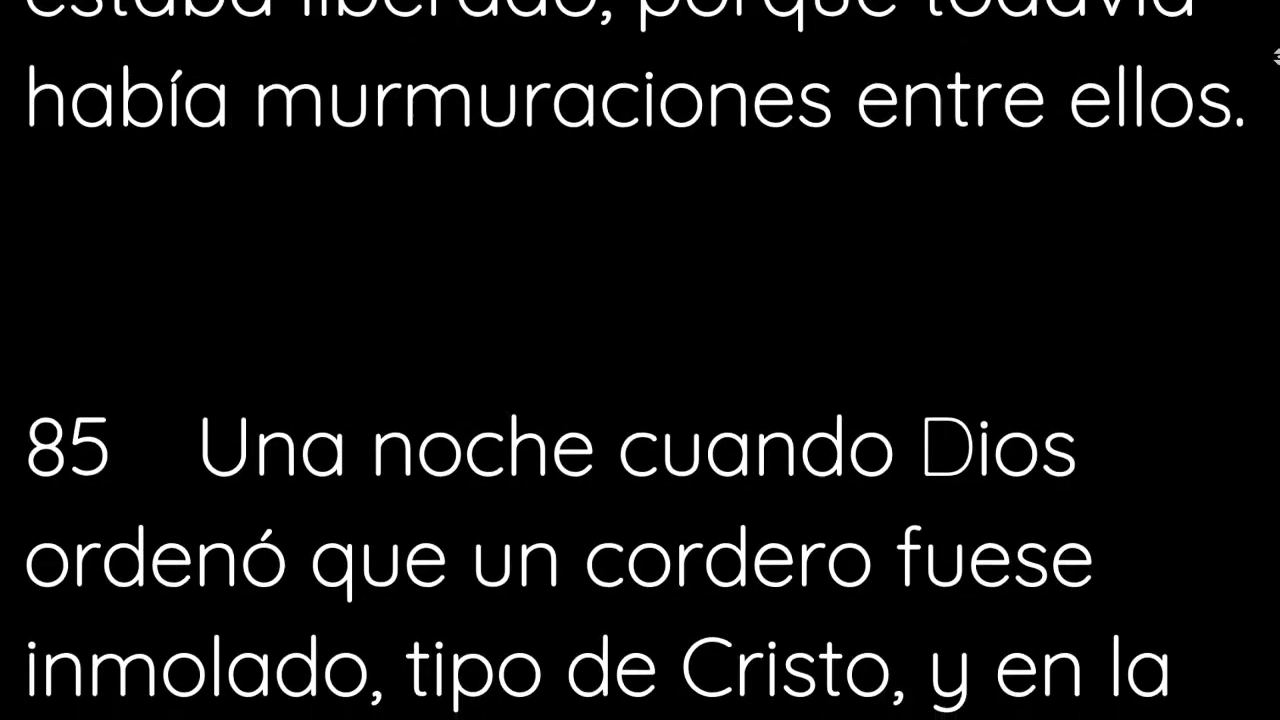 estaba liberado, porque todavía
había murmuraciones entre ellos.
85 Una noche cuando Dios
ordenó que un cordero fuese
inmolado, tipo de Cristo, y en la